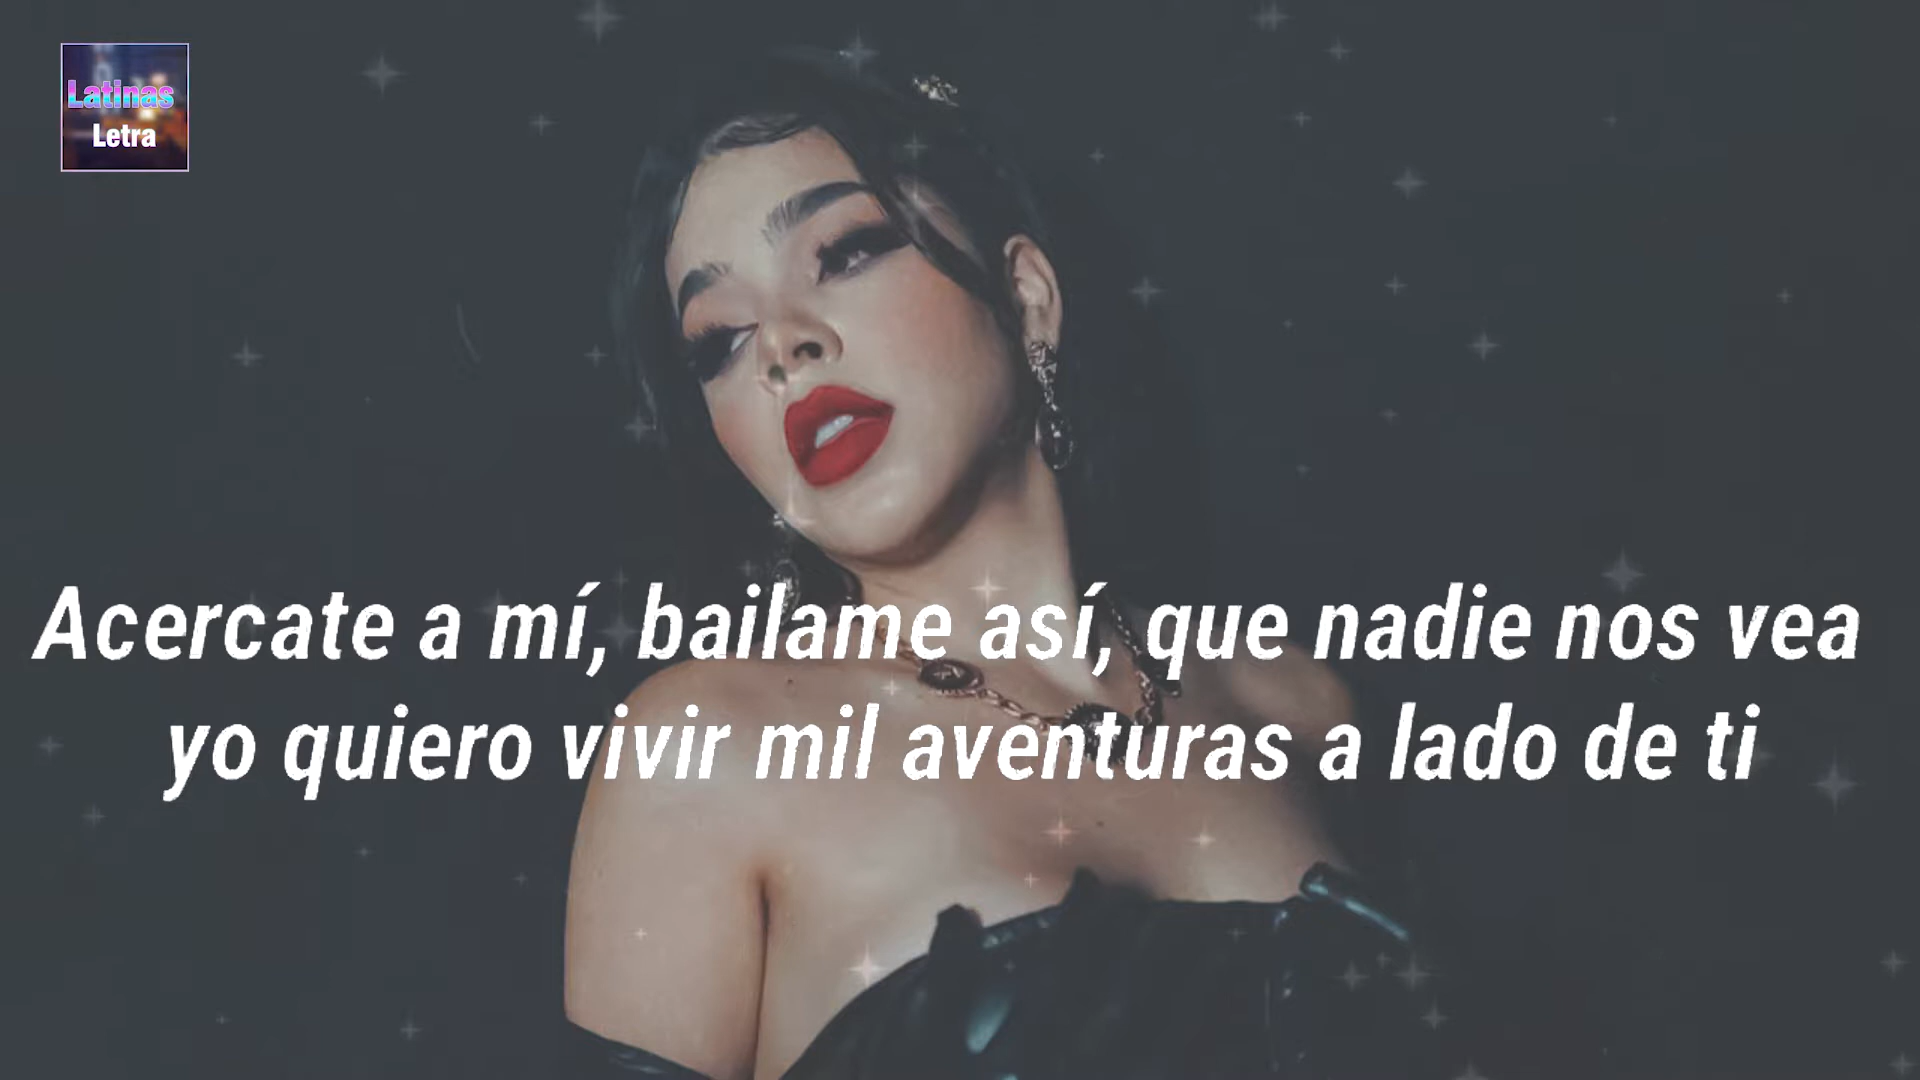 Latinas
Letra
Acercate a mí, bailame así, que nadie nos vea
yo quiero vivir mil aventuras a lado de ti